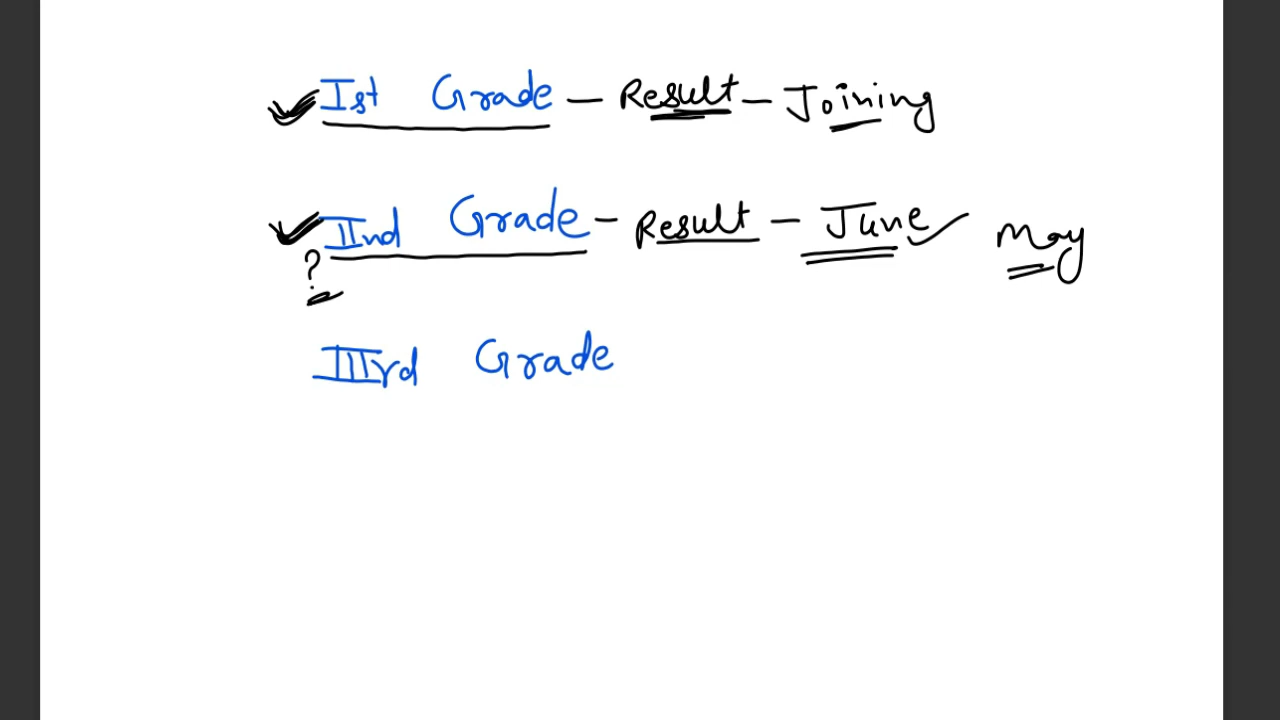 Ist Grade - Result - Joining
IInd Grade - Result - June May
?
IIIrd Grade